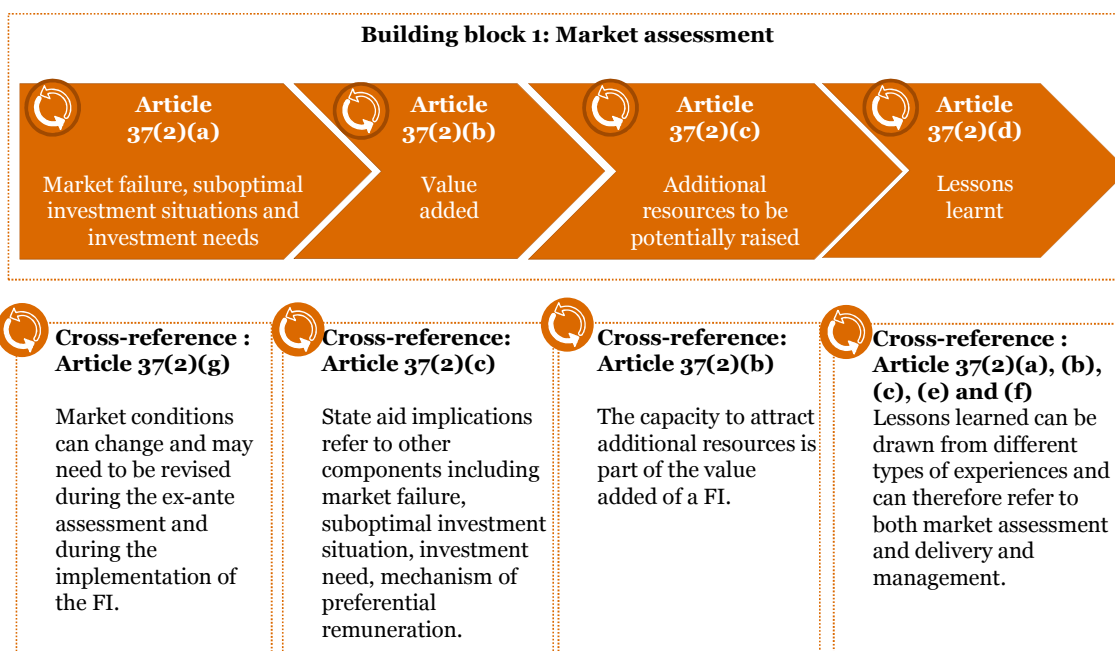 Building block 1: Market assessment
Article
37(2)(a)
Market failure, suboptimal
investment situations and
investment needs
Article
37(2)(b)
Value
added
Article
37(2)(c)
Additional
resources to be
potentially raised
Article
37(2)(d)
Lessons
learnt
Cross-reference :
Article 37(2)(g)
Market conditions
can change and may
need to be revised
during the ex-ante
assessment and
during the
implementation of
the FI.
Cross-reference:
Article 37(2)(c)
State aid implications
refer to other
components including
market failure,
suboptimal investment
situation, investment
need, mechanism of
preferential
remuneration.
Cross-reference:
Article 37(2)(b)
The capacity to attract
additional resources is
part of the value
added of a FI.
Cross-reference :
Article 37(2)(a), (b),
(c), (e) and (f)
Lessons learned can be
drawn from different
types of experiences and
can therefore refer to
both market assessment
and delivery and
management.